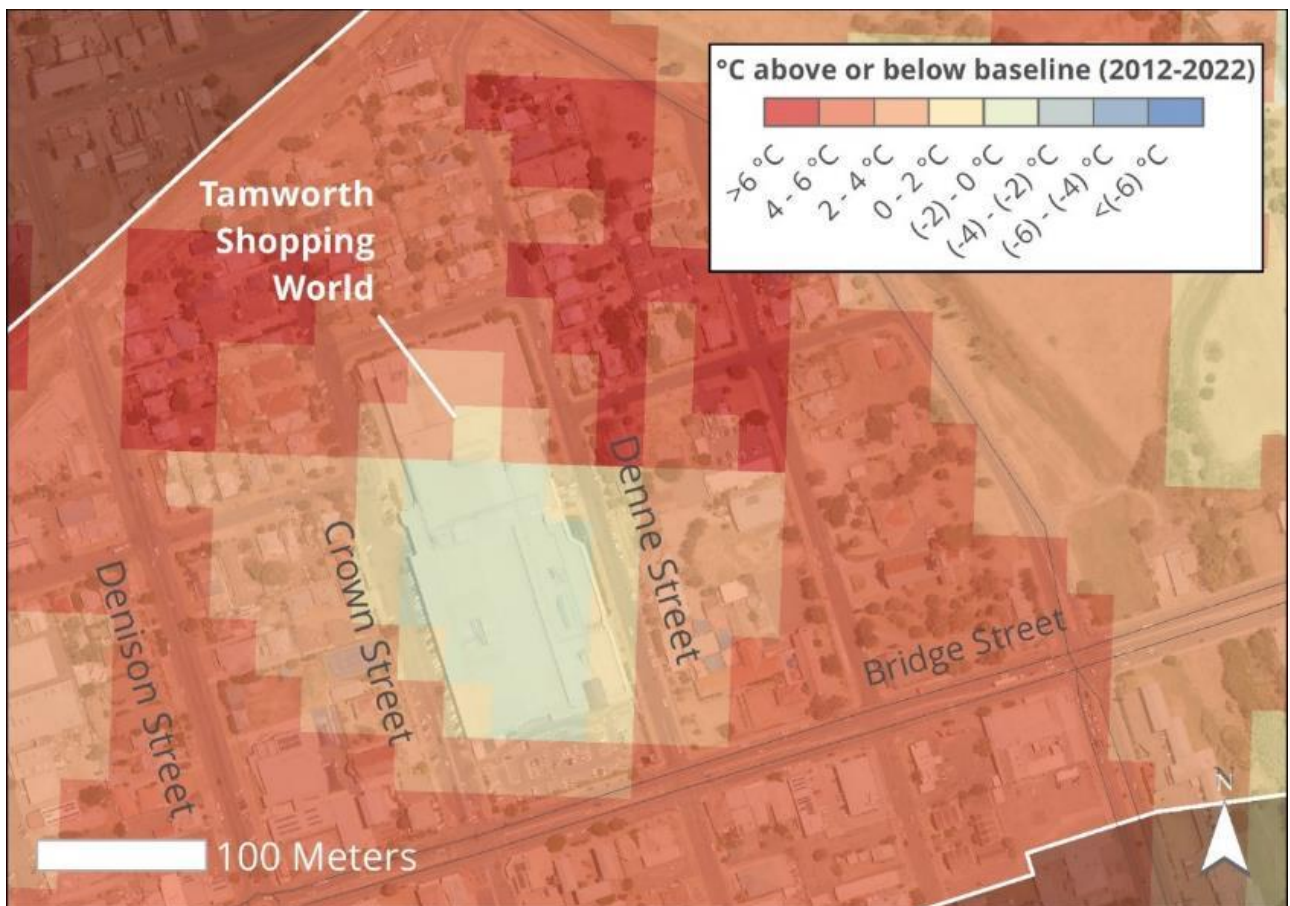 °C above or below baseline (2012-2022)
>6 °C
4 - 6 °C
2 - 4 °C
0 - 2 °C
(-2) - 0 °C
(-4) - (-2) °C
(-6) - (-4) °C
<(-6) °C
Tamworth
Shopping
World
Denison Street
Crown Street
Denne Street
Bridge Street
100 Meters
N